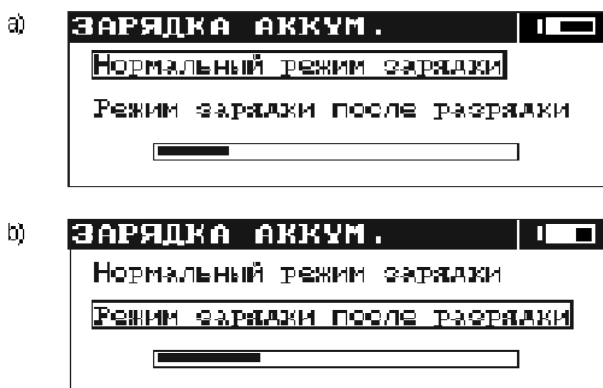 a)
ЗАРЯДКА АККУМ.
Нормальный режим зарядки
Режим зарядки после разрядки
b)
ЗАРЯДКА АККУМ.
Нормальный режим зарядки
Режим зарядки после разрядки